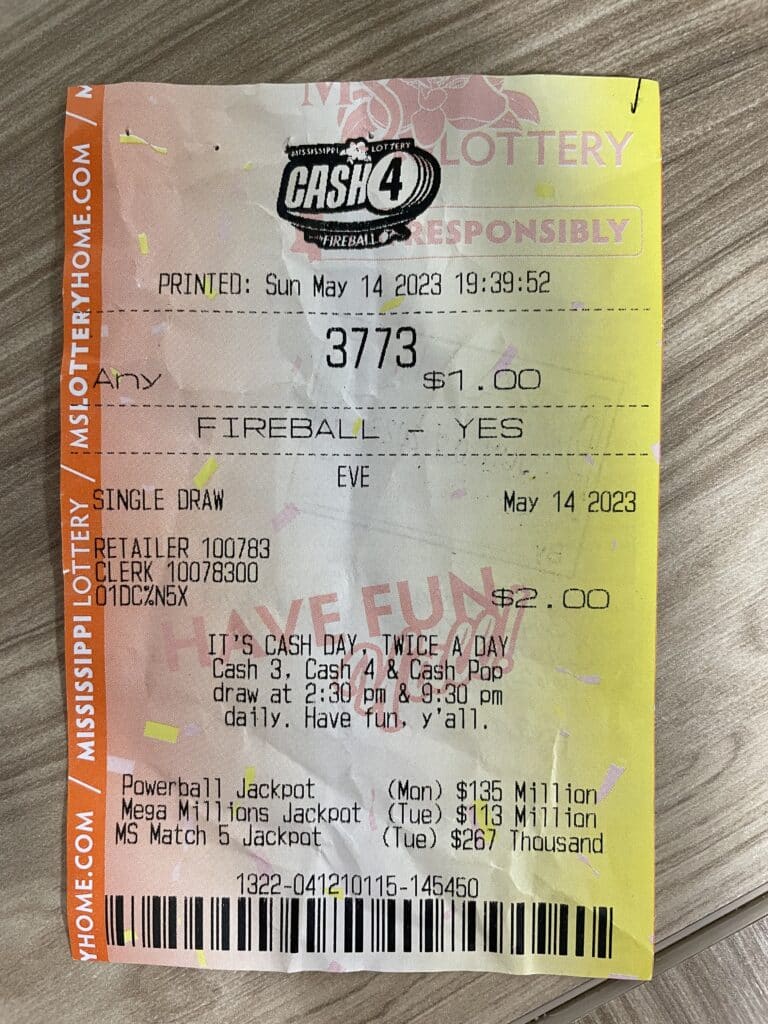 MS LOTTERY
MISSISSIPPI LOTTERY
CASH 4
FIREBALL
RESPONSIBLY
PRINTED: Sun May 14 2023 19:39:52
3773
Any $1.00
FIREBALL - YES
EVE
SINGLE DRAW May 14 2023
RETAILER 100783
CLERK 10078300
01DC%N5X $2.00
HAVE FUN,
y'all!
IT'S CASH DAY, TWICE A DAY
Cash 3, Cash 4 & Cash Pop
draw at 2:30 pm & 9:30 pm
daily. Have fun, y'all.
Powerball Jackpot (Mon) $135 Million
Mega Millions Jackpot (Tue) $113 Million
MS Match 5 Jackpot (Tue) $267 Thousand
1322-041210115-145450
YHOME.COM / MISSISSIPPI LOTTERY / MSLOTTERYHOME.COM / M